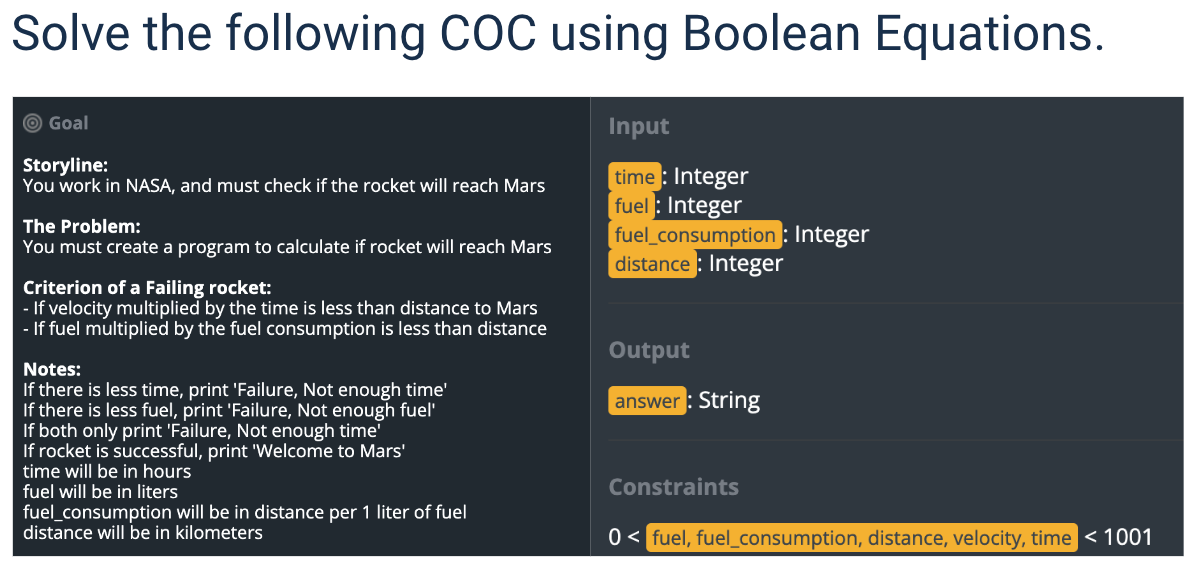 Solve the following COC using Boolean Equations.
Goal
Storyline:
You work in NASA, and must check if the rocket will reach Mars
The Problem:
You must create a program to calculate if rocket will reach Mars
Criterion of a Failing rocket:
- If velocity multiplied by the time is less than distance to Mars
- If fuel multiplied by the fuel consumption is less than distance
Notes:
If there is less time, print 'Failure, Not enough time'
If there is less fuel, print 'Failure, Not enough fuel'
If both only print 'Failure, Not enough time'
If rocket is successful, print 'Welcome to Mars'
time will be in hours
fuel will be in liters
fuel_consumption will be in distance per 1 liter of fuel
distance will be in kilometers
Input
time: Integer
fuel: Integer
fuel_consumption: Integer
distance: Integer
Output
answer: String
Constraints
0 < fuel, fuel_consumption, distance, velocity, time < 1001